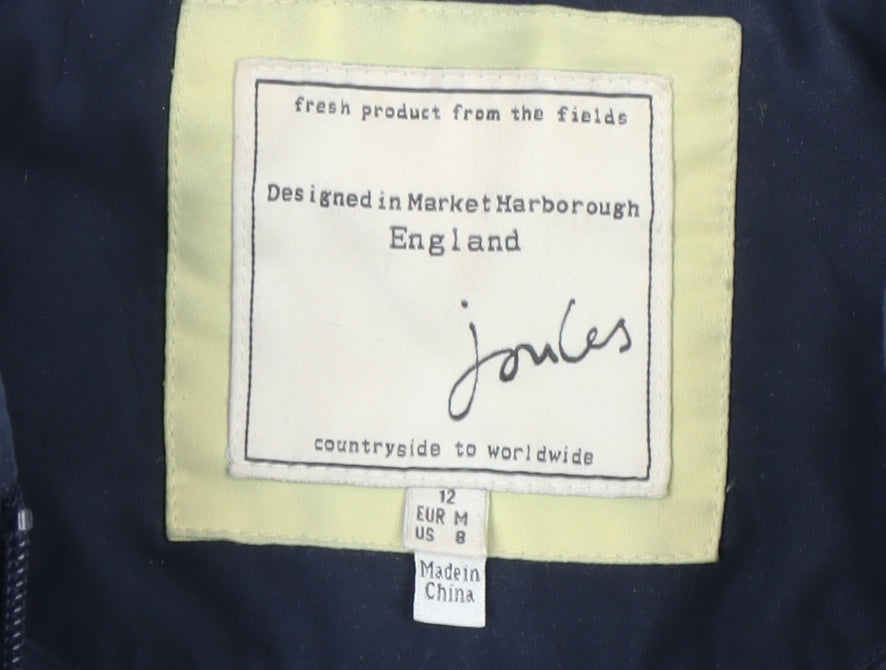 fresh product from the fields
Designed in Market Harborough
England
joules
countryside to worldwide
12
EUR M
US 8
Made in
China